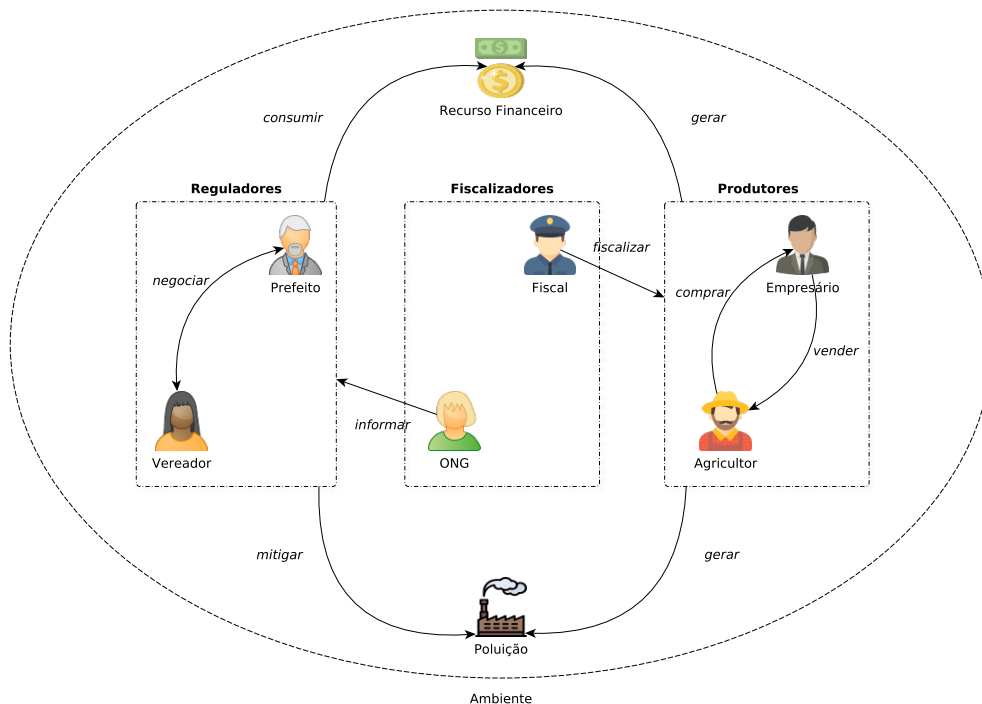 Recurso Financeiro
consumir
gerar
Reguladores
Fiscalizadores
Produtores
fiscalizar
negociar
Prefeito
Fiscal
comprar
Empresário
vender
informar
Vereador
ONG
Agricultor
mitigar
gerar
Poluição
Ambiente